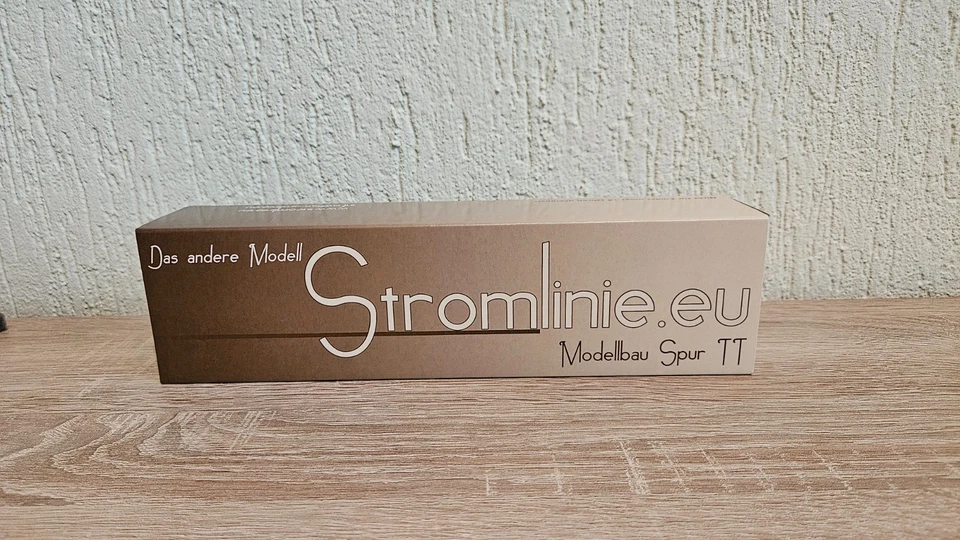 Das andere Modell
Stromlinie.eu
Modellbau Spur TT